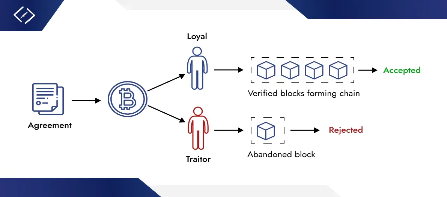 Loyal
Verified blocks forming chain
Accepted
Agreement
Traitor
Abandoned block
Rejected